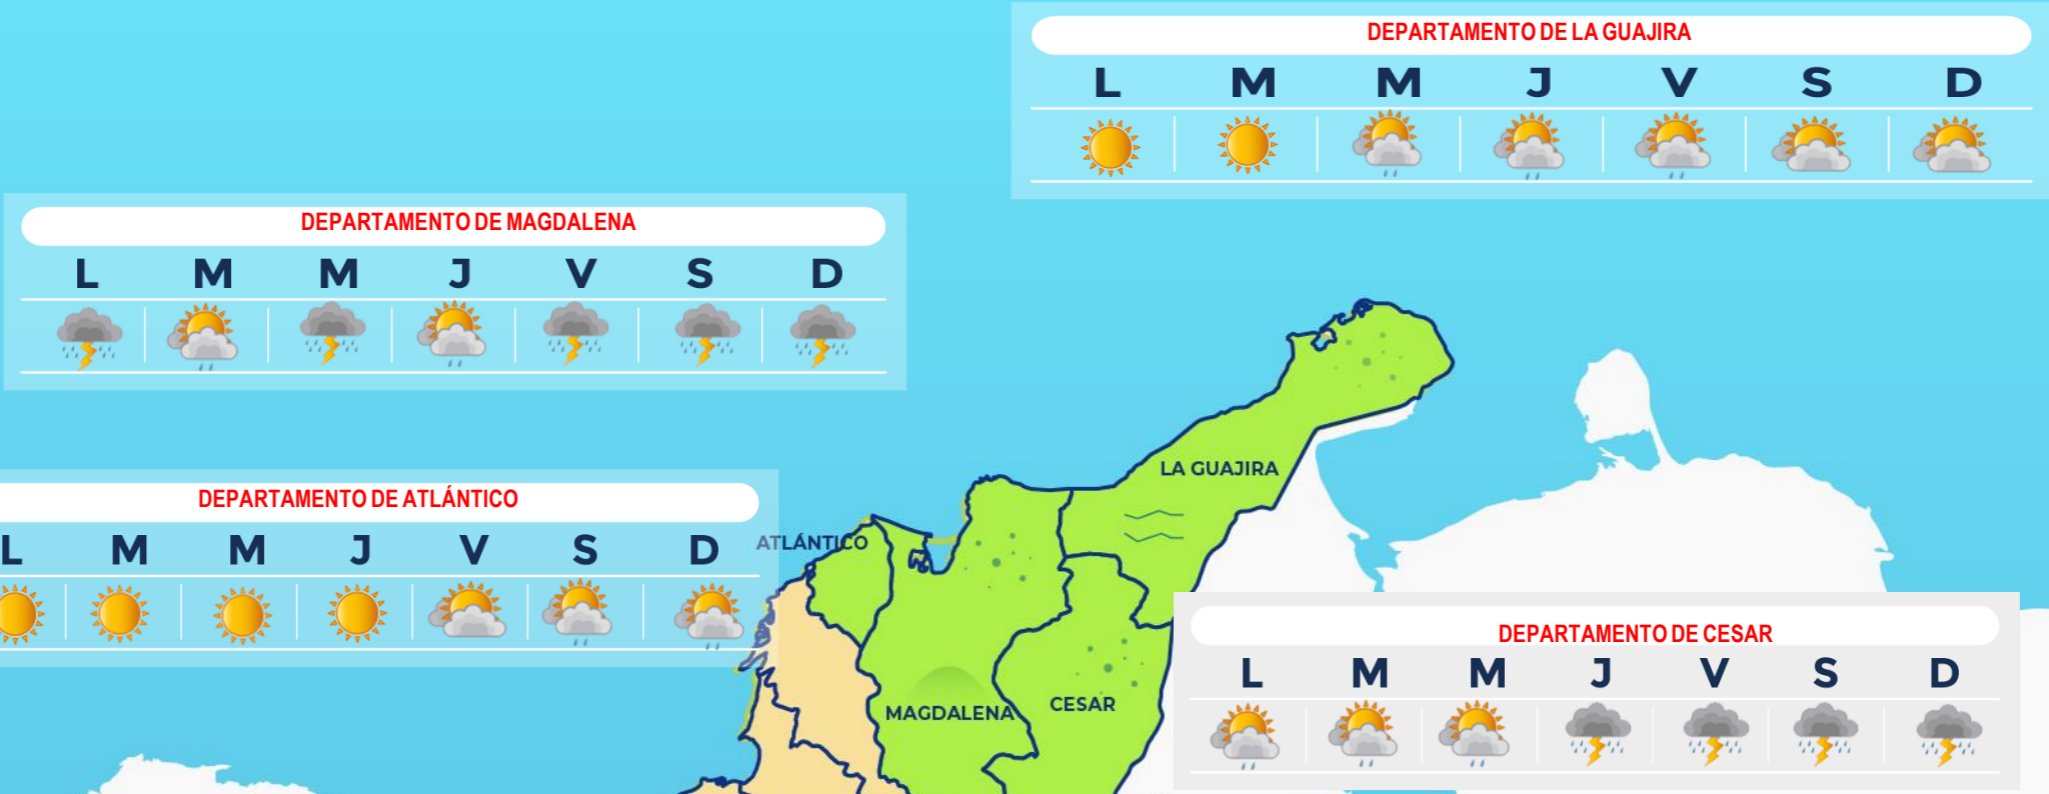 DEPARTAMENTO DE LA GUAJIRA
L M M J V S D
DEPARTAMENTO DE MAGDALENA
L M M J V S D
LA GUAJIRA
DEPARTAMENTO DE ATLÁNTICO
L M M J V S D
ATLÁNTICO
DEPARTAMENTO DE CESAR
L M M J V S D
MAGDALENA
CESAR